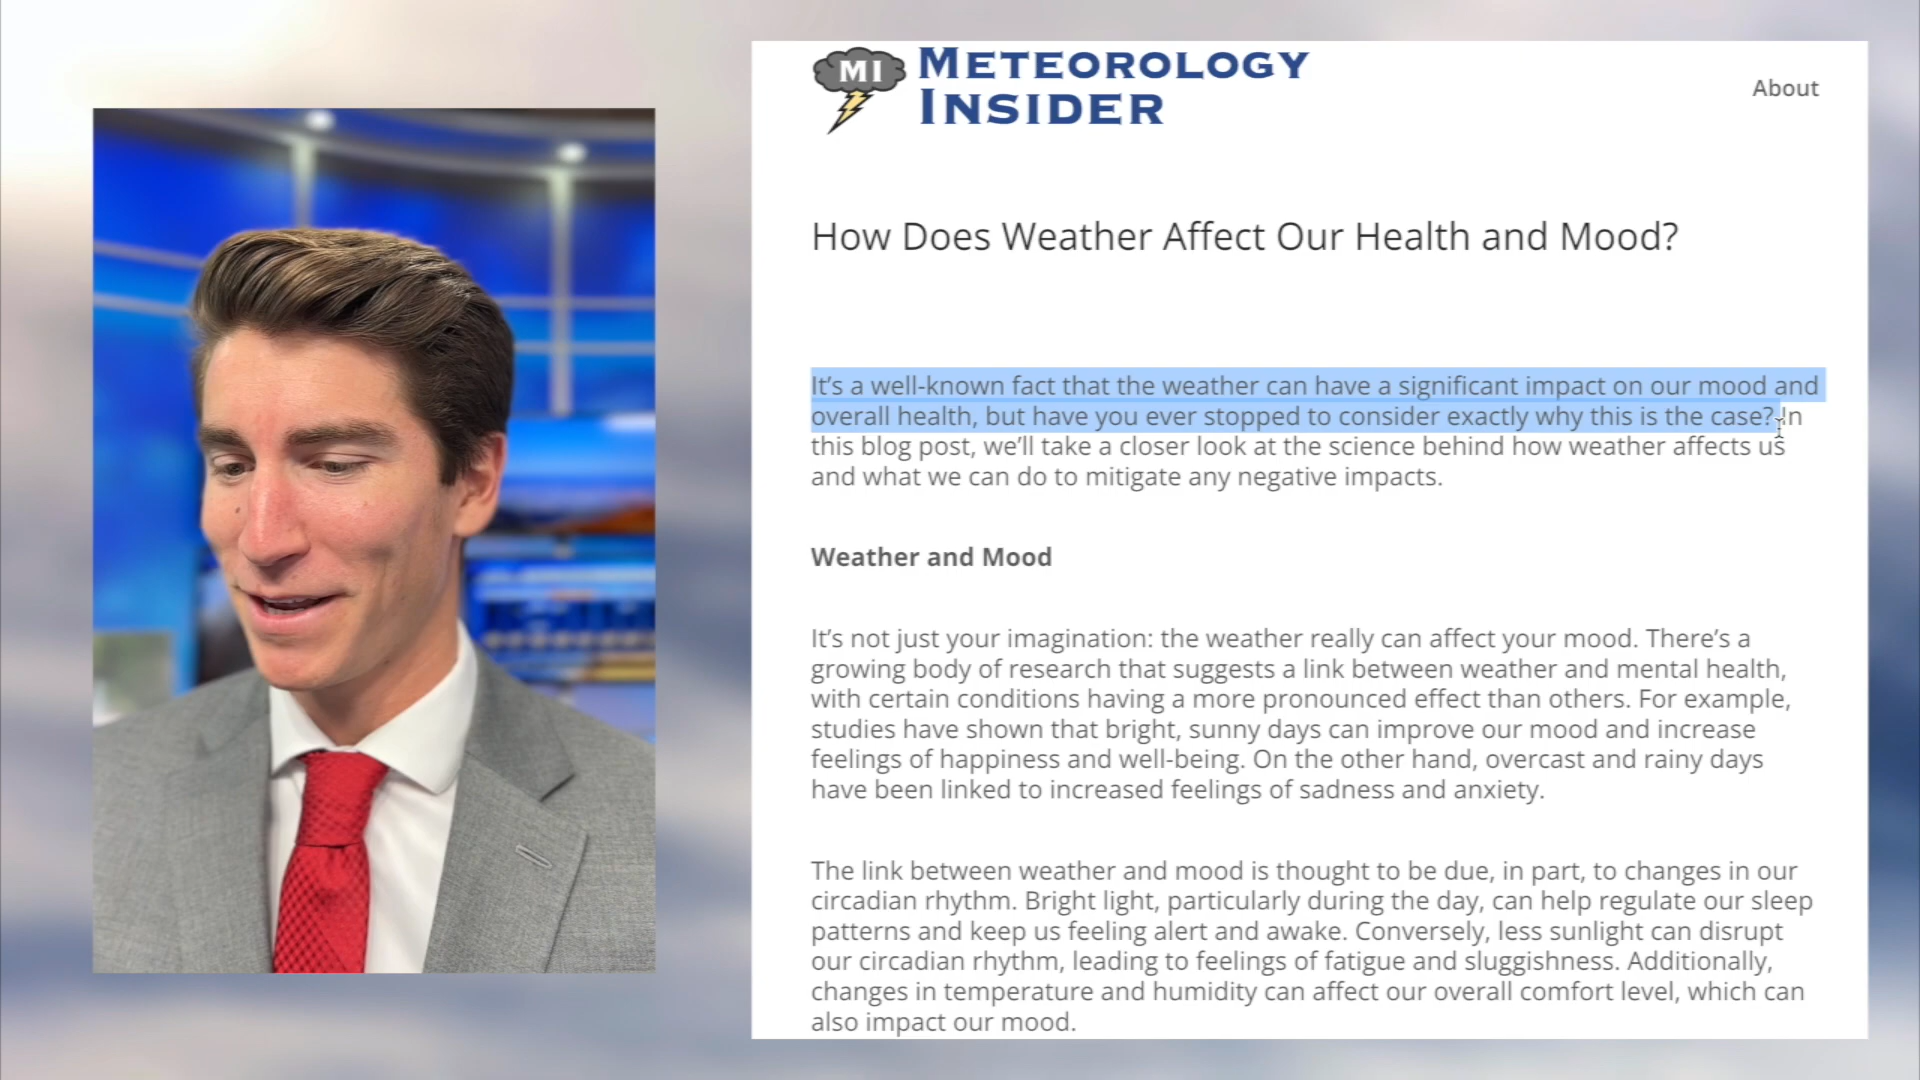 MI
METEOROLOGY
INSIDER
About
How Does Weather Affect Our Health and Mood?
It’s a well-known fact that the weather can have a significant impact on our mood and
overall health, but have you ever stopped to consider exactly why this is the case? In
this blog post, we’ll take a closer look at the science behind how weather affects us
and what we can do to mitigate any negative impacts.
Weather and Mood
It’s not just your imagination: the weather really can affect your mood. There’s a
growing body of research that suggests a link between weather and mental health,
with certain conditions having a more pronounced effect than others. For example,
studies have shown that bright, sunny days can improve our mood and increase
feelings of happiness and well-being. On the other hand, overcast and rainy days
have been linked to increased feelings of sadness and anxiety.
The link between weather and mood is thought to be due, in part, to changes in our
circadian rhythm. Bright light, particularly during the day, can help regulate our sleep
patterns and keep us feeling alert and awake. Conversely, less sunlight can disrupt
our circadian rhythm, leading to feelings of fatigue and sluggishness. Additionally,
changes in temperature and humidity can affect our overall comfort level, which can
also impact our mood.